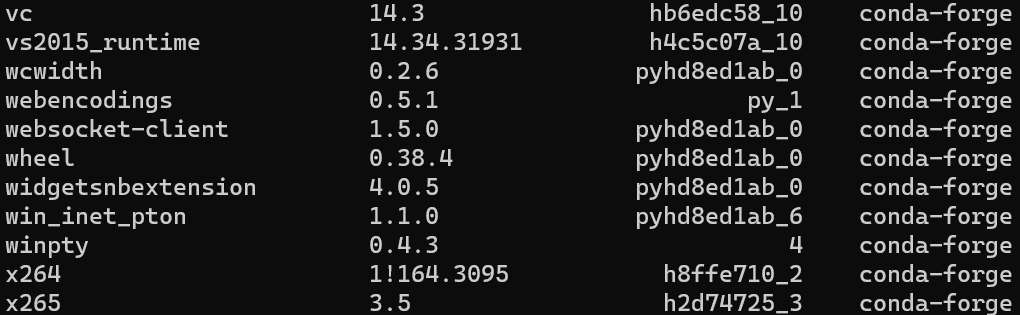 vc 14.3 hb6edc58_10 conda-forge
vs2015_runtime 14.34.31931 h4c5c07a_10 conda-forge
wcwidth 0.2.6 pyhd8ed1ab_0 conda-forge
webencodings 0.5.1 py_1 conda-forge
websocket-client 1.5.0 pyhd8ed1ab_0 conda-forge
wheel 0.38.4 pyhd8ed1ab_0 conda-forge
widgetsnbextension 4.0.5 pyhd8ed1ab_0 conda-forge
win_inet_pton 1.1.0 pyhd8ed1ab_6 conda-forge
winpty 0.4.3 4 conda-forge
x264 1!164.3095 h8ffe710_2 conda-forge
x265 3.5 h2d74725_3 conda-forge